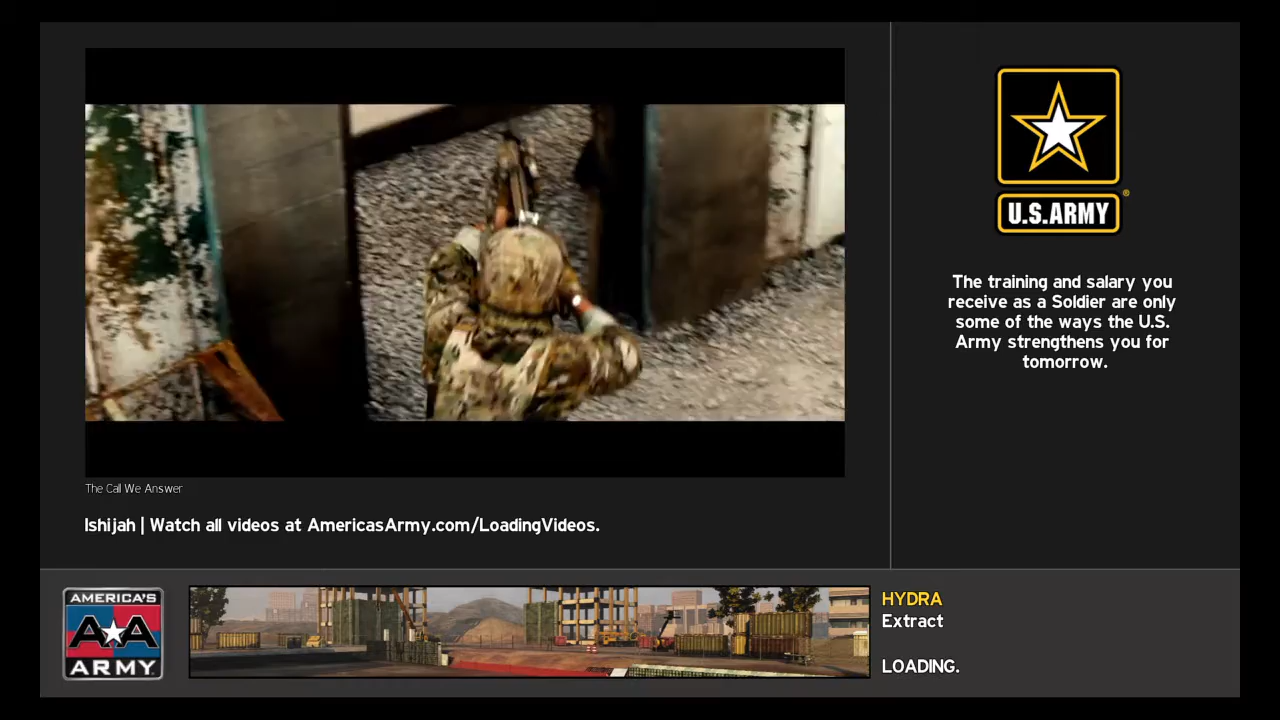 U.S.ARMY
The training and salary you
receive as a Soldier are only
some of the ways the U.S.
Army strengthens you for
tomorrow.
The Call We Answer
Ishijah | Watch all videos at AmericasArmy.com/LoadingVideos.
AMERICA'S
AA
ARMY
HYDRA
Extract
LOADING.